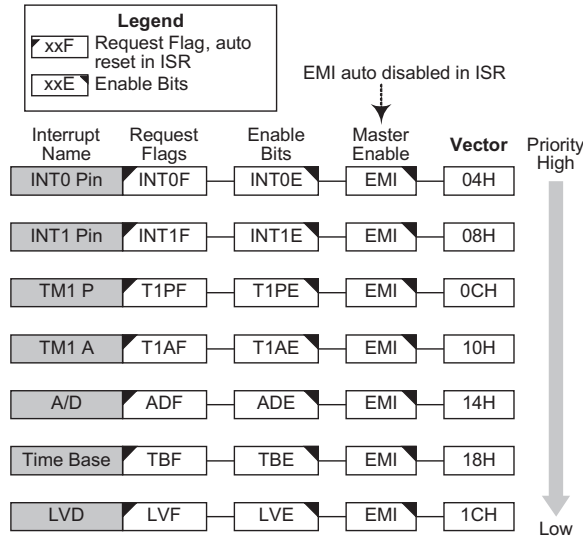 Legend
xxF Request Flag, auto
reset in ISR
xxE Enable Bits
EMI auto disabled in ISR
Interrupt Name Request Flags Enable Bits Master Enable Vector Priority High
INT0 Pin INT0F INT0E EMI 04H
INT1 Pin INT1F INT1E EMI 08H
TM1 P T1PF T1PE EMI 0CH
TM1 A T1AF T1AE EMI 10H
A/D ADF ADE EMI 14H
Time Base TBF TBE EMI 18H
LVD LVF LVE EMI 1CH
Low